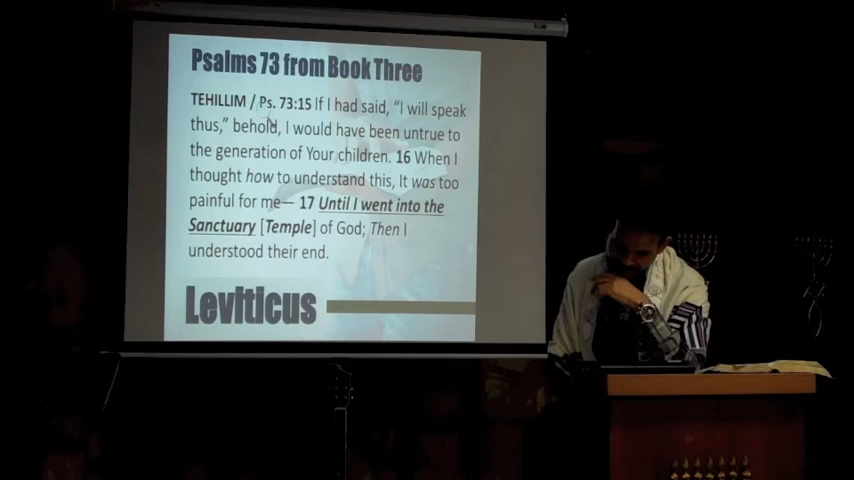 Psalms 73 from Book Three
TEHILLIM / Ps. 73:15 If I had said, “I will speak
thus,” behold, I would have been untrue to
the generation of Your children. 16 When I
thought how to understand this, It was too
painful for me— 17 Until I went into the
Sanctuary [Temple] of God; Then I
understood their end.
Leviticus